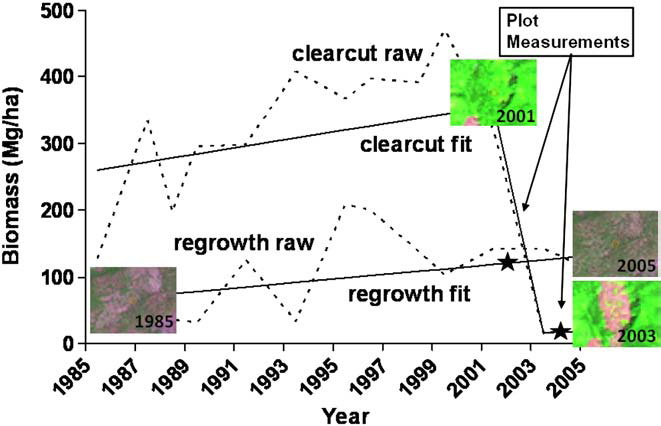 500
400
300
200
100
0
Biomass (Mg/ha)
1985
1987
1989
1991
1993
1995
1997
1999
2001
2003
2005
Year
clearcut raw
clearcut fit
regrowth raw
regrowth fit
Plot
Measurements
2001
1985
2005
2003